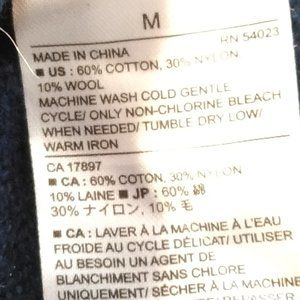 M
RN 54023
MADE IN CHINA
■ US : 60% COTTON, 30% NYLON
10% WOOL
MACHINE WASH COLD GENTLE
CYCLE/ ONLY NON-CHLORINE BLEACH
WHEN NEEDED/ TUMBLE DRY LOW/
WARM IRON
CA 17897
■ CA : 60% COTTON, 30% NYLON
10% LAINE ■ JP : 60% 綿
30% ナイロン, 10% 毛
■ CA : LAVER À LA MACHINE À L'EAU
FROIDE AU CYCLE DÉLICAT/ UTILISER
AU BESOIN UN AGENT DE
BLANCHIMENT SANS CHLORE
UNIQUEMENT/ SÉCHER À MACHINE